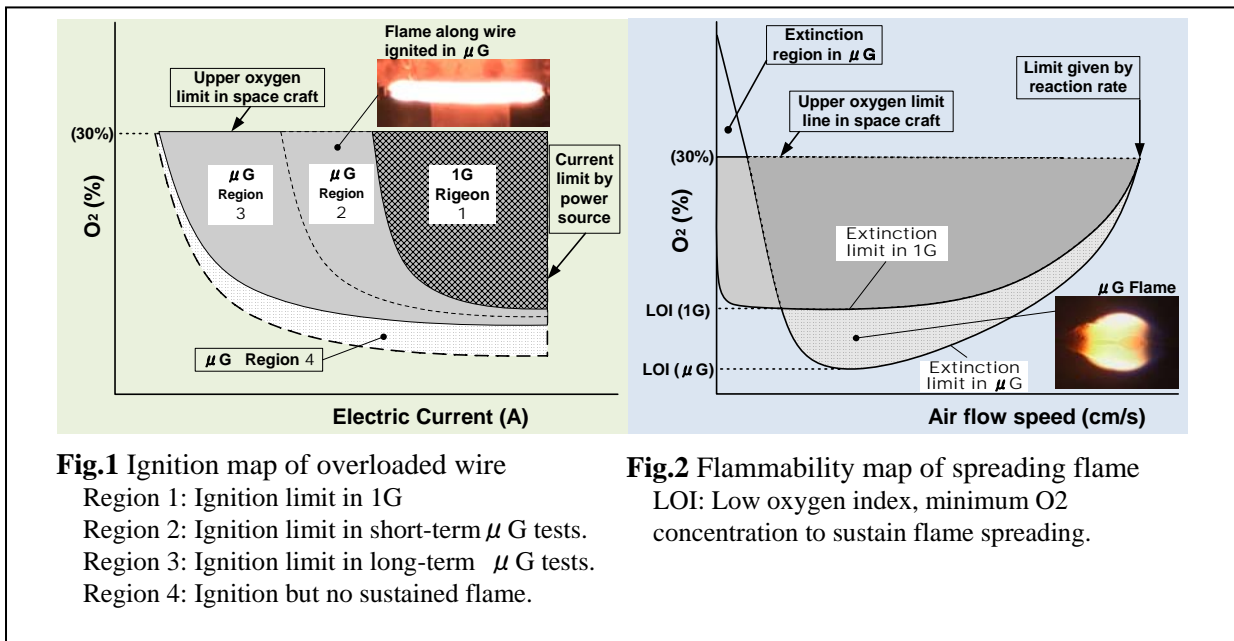 Flame along wire
ignited in μG
Upper oxygen
limit in space craft
(30%)
μG
Region
3
μG
Region
2
1G
Rigeon
1
Current
limit by
power
source
O2 (%)
μG Region 4
Electric Current (A)
Extinction
region in μG
Limit given by
reaction rate
Upper oxygen limit
line in space craft
(30%)
O2 (%)
Extinction
limit in 1G
LOI (1G)
μG Flame
LOI (μG)
Extinction
limit in μG
Air flow speed (cm/s)
Fig.1 Ignition map of overloaded wire
Region 1: Ignition limit in 1G
Region 2: Ignition limit in short-term μG tests.
Region 3: Ignition limit in long-term μG tests.
Region 4: Ignition but no sustained flame.
Fig.2 Flammability map of spreading flame
LOI: Low oxygen index, minimum O2
concentration to sustain flame spreading.